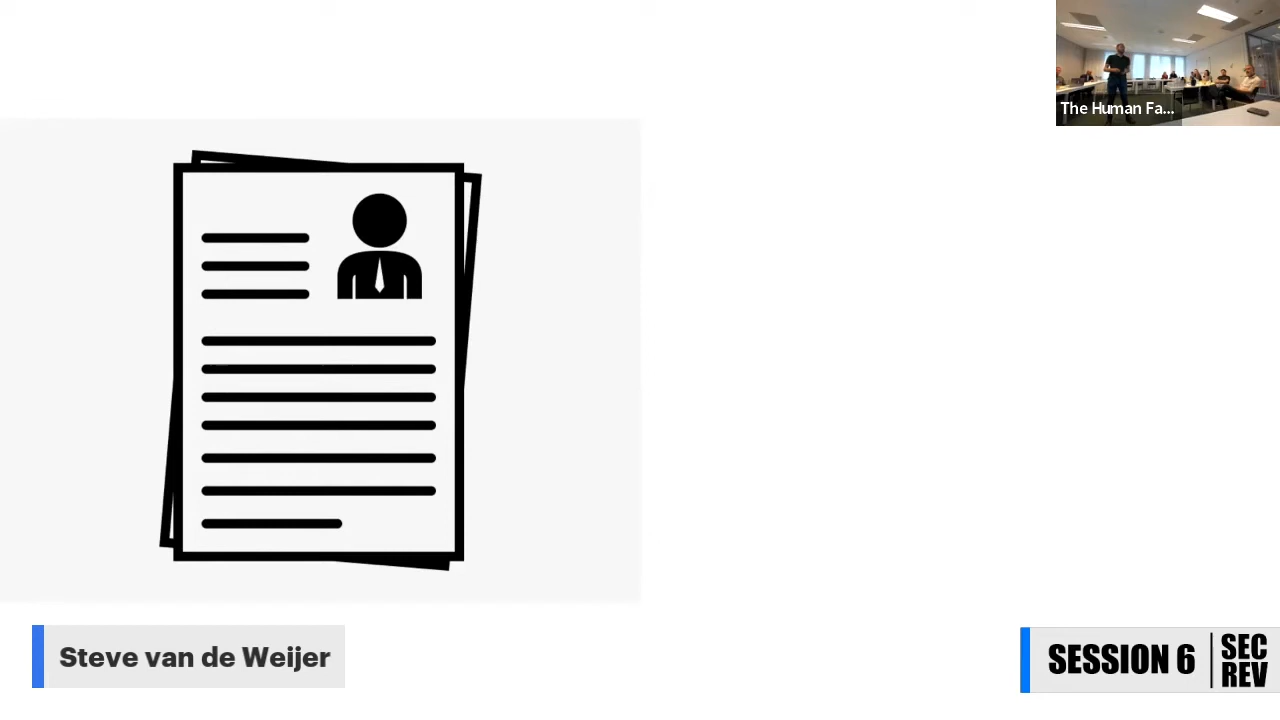 The Human Fa...
Steve van de Weijer
SESSION 6
SEC
REV